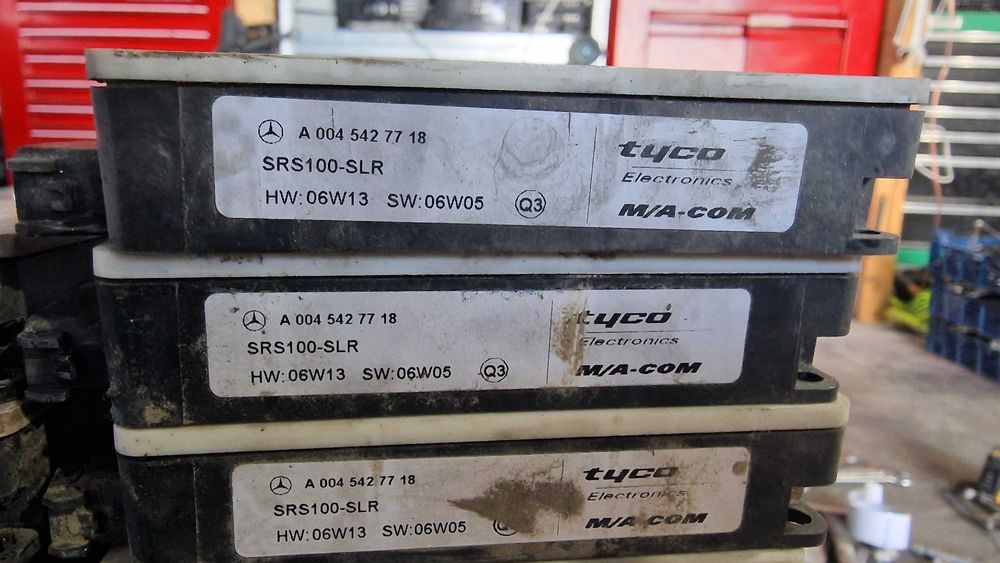 A 004 542 77 18
SRS100-SLR
HW: 06W13 SW: 06W05 Q3
tyco
Electronics
M/A-COM
A 004 542 77 18
SRS100-SLR
HW: 06W13 SW: 06W05 Q3
tyco
Electronics
M/A-COM
A 004 542 77 18
SRS100-SLR
HW: 06W13 SW: 06W05
tyco
Electronics
M/A-COM